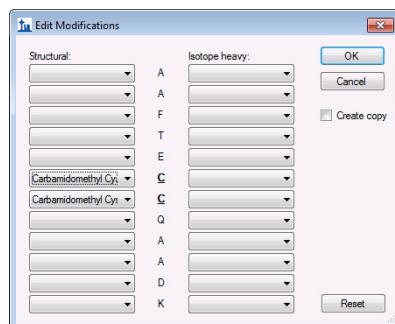 Edit Modifications
Structural: Isotope heavy:
OK
A
Cancel
A
F Create copy
T
E
Carbamidomethyl Cy C
Carbamidomethyl Cys C
Q
A
A
D
K Reset